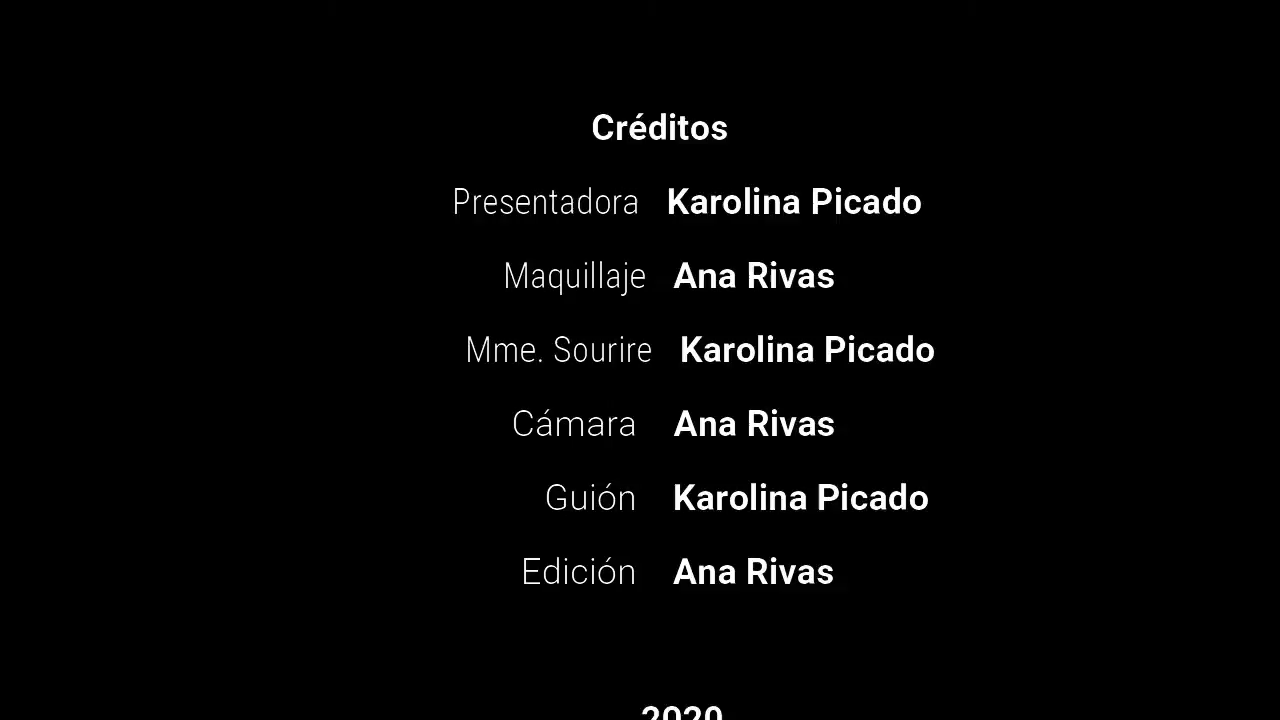 Créditos
Presentadora Karolina Picado
Maquillaje Ana Rivas
Mme. Sourire Karolina Picado
Cámara Ana Rivas
Guión Karolina Picado
Edición Ana Rivas
2020